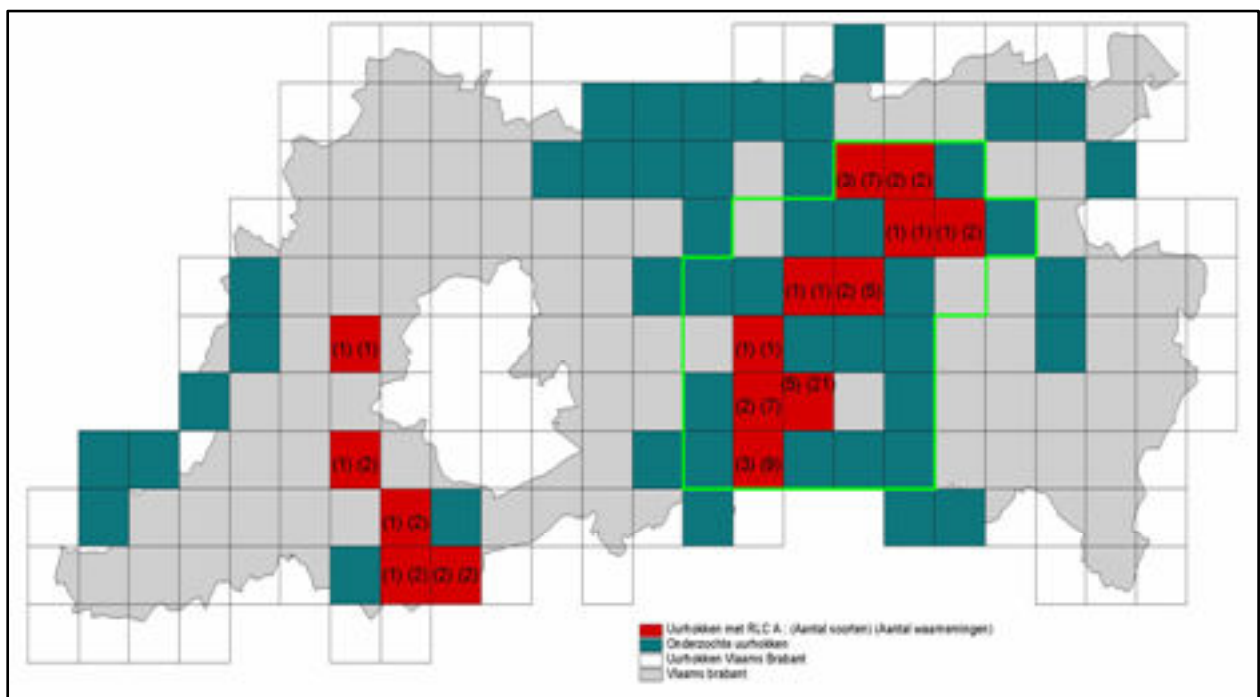 (3) (7) (2) (2)
(1) (1) (1) (2)
(1) (1) (2) (5)
(1) (1) (1) (1)
(2) (7) (5) (21)
(1) (2) (3) (9)
(1) (2)
(1) (2) (2) (2)
Uurhokken met RLC A : (Aantal soorten) (Aantal waarnemingen)
Onderzochte uurhokken
Uurhokken Vlaams Brabant
Vlaams brabant